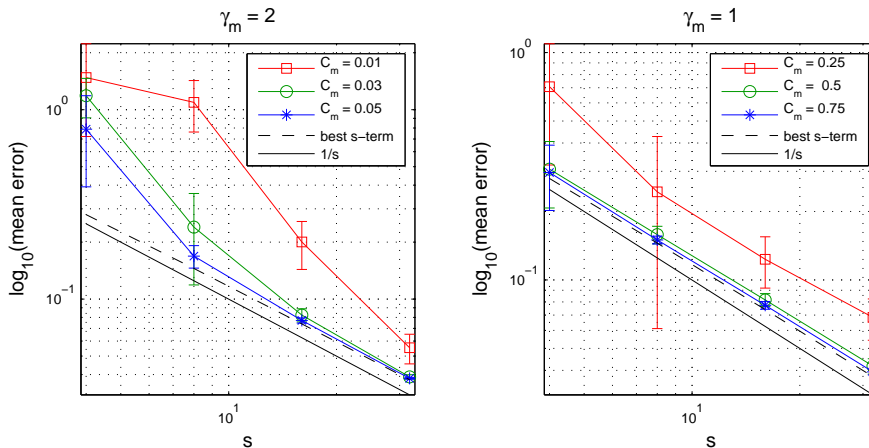 γm = 2
Cm = 0.01
Cm = 0.03
Cm = 0.05
best s−term
1/s
10^0
10^−1
10^1
log10(mean error)
s
γm = 1
Cm = 0.25
Cm = 0.5
Cm = 0.75
best s−term
1/s
10^0
10^−1
10^1
log10(mean error)
s